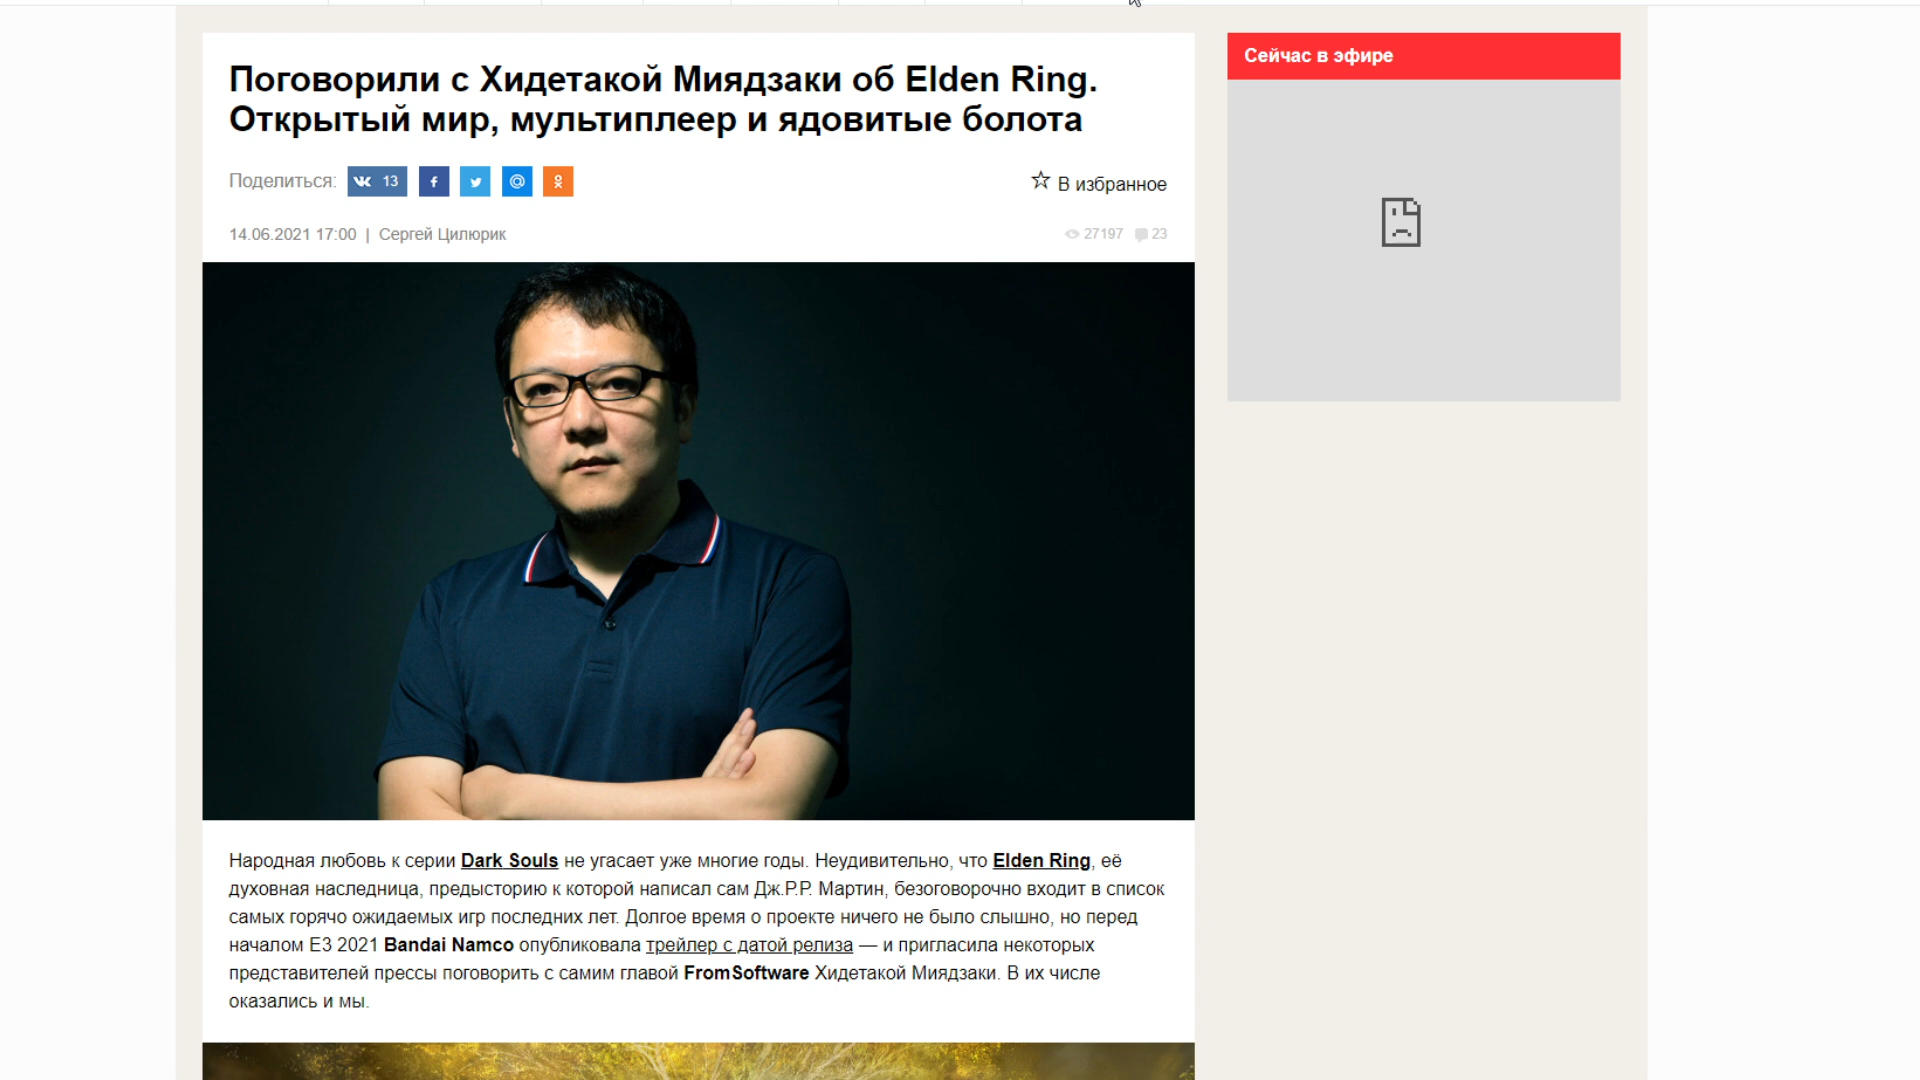 Поговорили с Хидетакой Миядзаки об Elden Ring.
Открытый мир, мультиплеер и ядовитые болота
Поделиться: 13
В избранное
14.06.2021 17:00 | Сергей Цилюрик
27197 23
Народная любовь к серии Dark Souls не угасает уже многие годы. Неудивительно, что Elden Ring, её
духовная наследница, предысторию к которой написал сам Дж.Р.Р. Мартин, безоговорочно входит в список
самых горячо ожидаемых игр последних лет. Долгое время о проекте ничего не было слышно, но перед
началом E3 2021 Bandai Namco опубликовала трейлер с датой релиза — и пригласила некоторых
представителей прессы поговорить с самим главой FromSoftware Хидетакой Миядзаки. В их числе
оказались и мы.
Сейчас в эфире